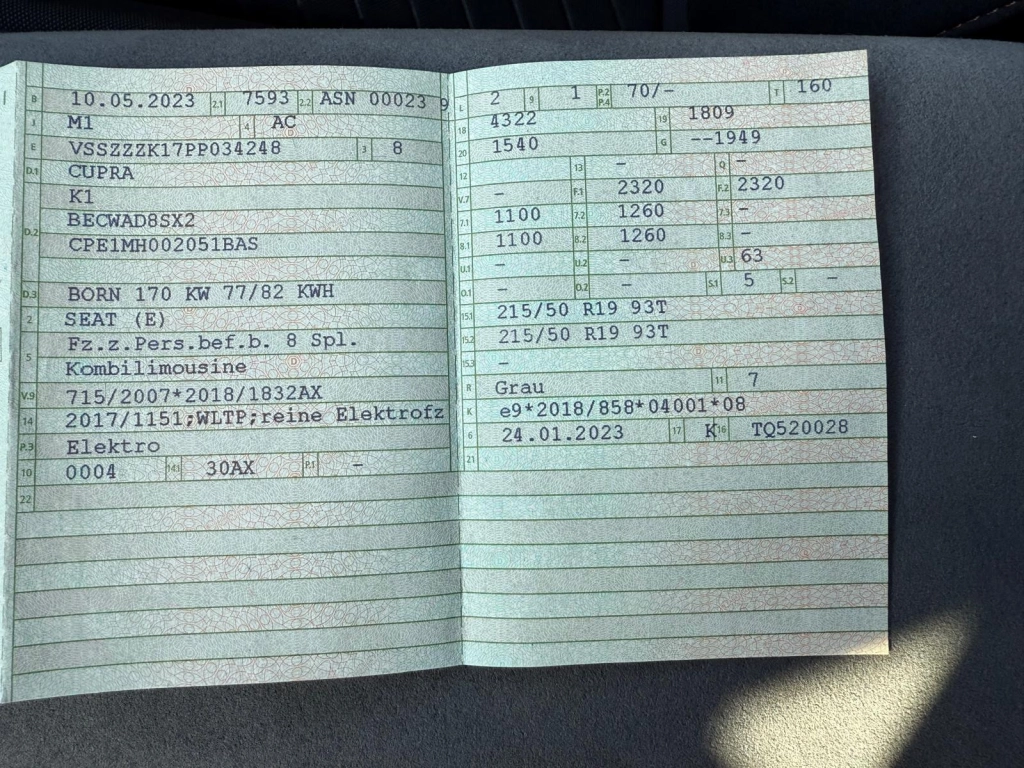 B 10.05.2023 2.1 7593 2.2 ASN 00023 9
J M1 4 AC
E VSSZZZK17PP034248 3 8
D.1 CUPRA
K1
D.2 BECWAD8SX2
CPE1MH002051BAS
D.3 BORN 170 KW 77/82 KWH
2 SEAT (E)
5 Fz.z.Pers.bef.b. 8 Spl.
Kombilimousine
V.9 715/2007*2018/1832AX
14 2017/1151;WLTP;reine Elektrofz
P.3 Elektro
10 0004 14.1 30AX P.1 -
22
L 2 9 1 P.2 P.4 70/- T 160
18 4322 19 1809
20 1540 G --1949
12 13 - Q -
V.7 - F.1 2320 F.2 2320
7.1 1100 7.2 1260 7.3 -
8.1 1100 8.2 1260 8.3 -
U.1 - U.2 - U.3 63
O.1 - O.2 - S.1 5 S.2 -
15.1 215/50 R19 93T
15.2 215/50 R19 93T
15.3 -
R Grau 11 7
K e9*2018/858*04001*08
6 24.01.2023 17 K 16 TQ520028
21